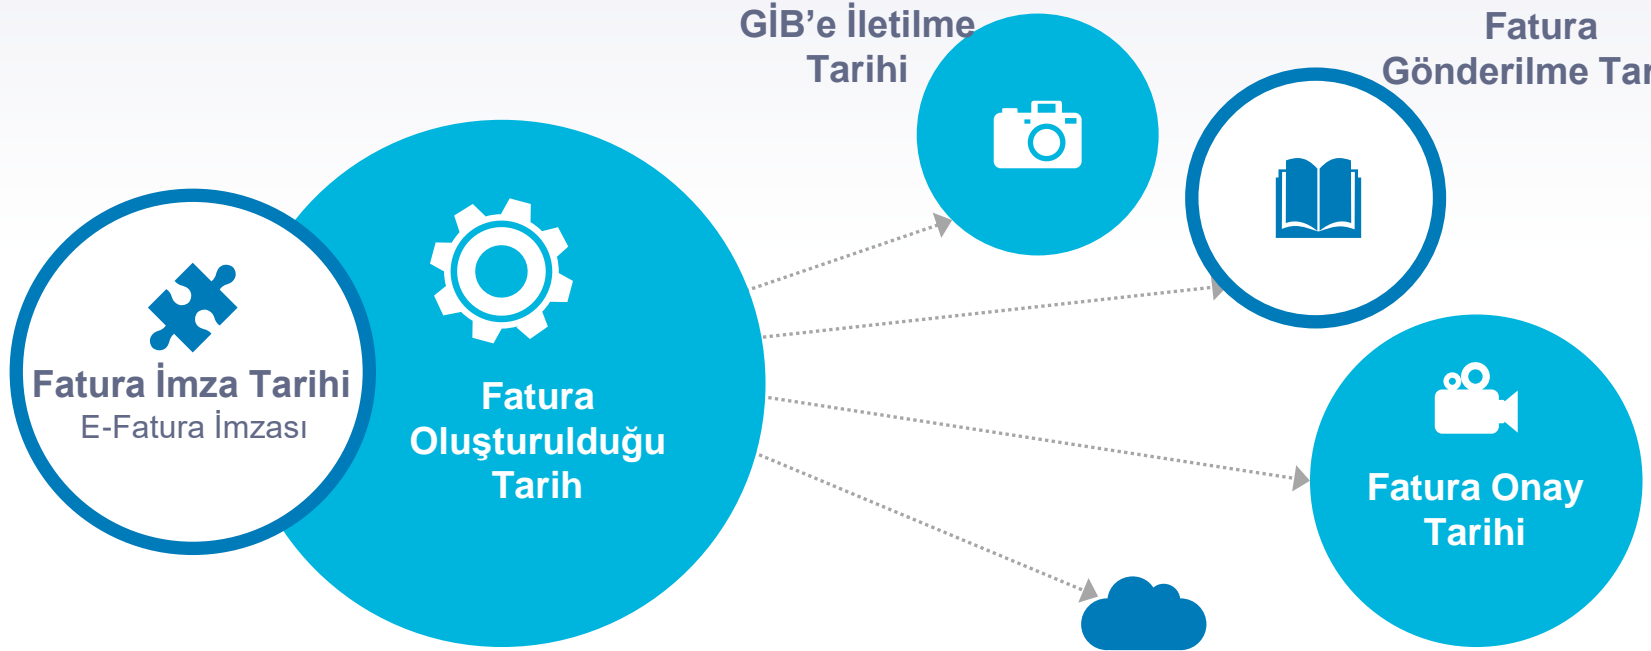 GİB’e İletilme
Tarihi
Fatura
Gönderilme Tar
Fatura İmza Tarihi
E-Fatura İmzası
Fatura
Oluşturulduğu
Tarih
Fatura Onay
Tarihi